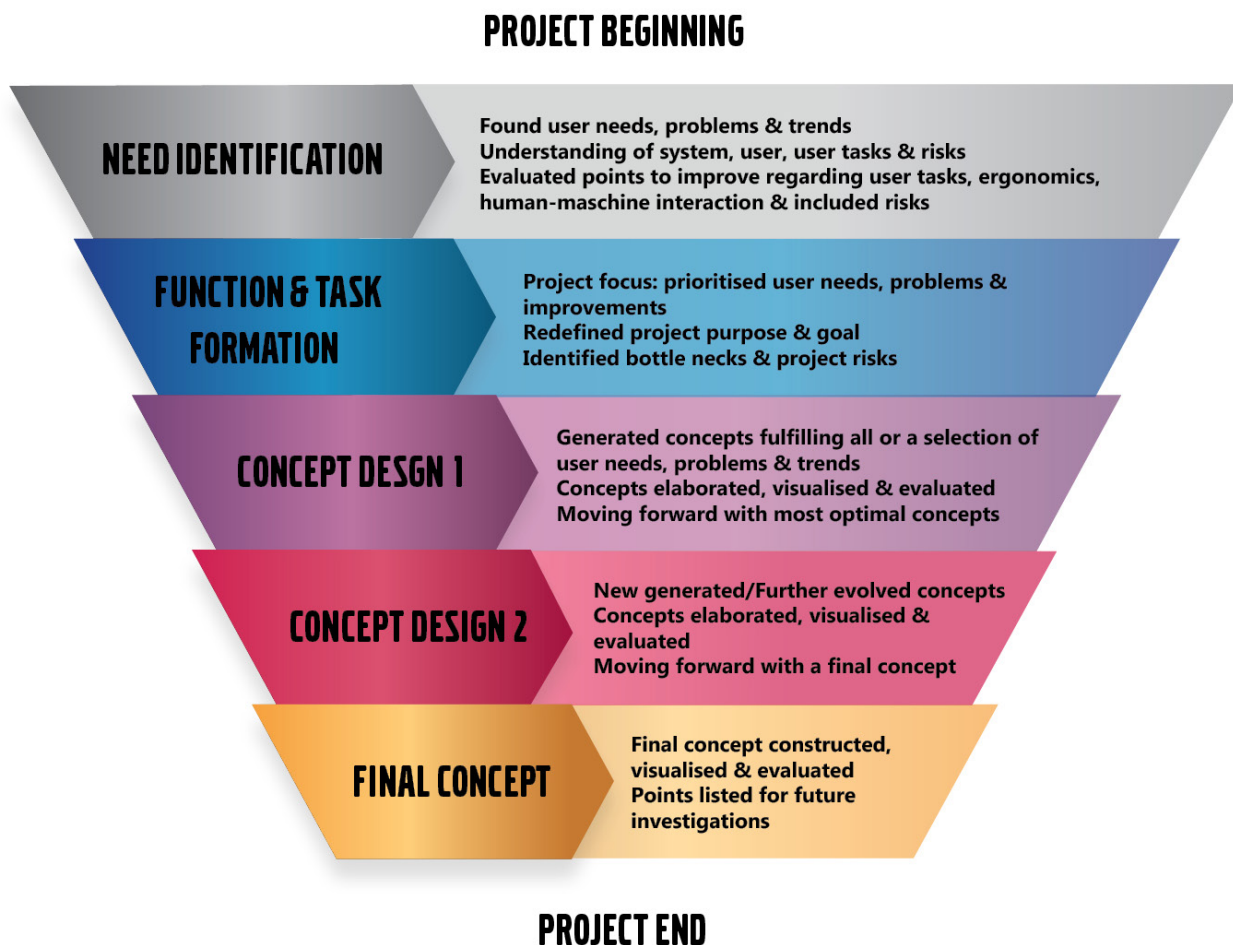 PROJECT BEGINNING
NEED IDENTIFICATION
Found user needs, problems & trends
Understanding of system, user, user tasks & risks
Evaluated points to improve regarding user tasks, ergonomics,
human-maschine interaction & included risks
FUNCTION & TASK
FORMATION
Project focus: prioritised user needs, problems &
improvements
Redefined project purpose & goal
Identified bottle necks & project risks
CONCEPT DESGN 1
Generated concepts fulfilling all or a selection of
user needs, problems & trends
Concepts elaborated, visualised & evaluated
Moving forward with most optimal concepts
CONCEPT DESIGN 2
New generated/Further evolved concepts
Concepts elaborated, visualised &
evaluated
Moving forward with a final concept
FINAL CONCEPT
Final concept constructed,
visualised & evaluated
Points listed for future
investigations
PROJECT END